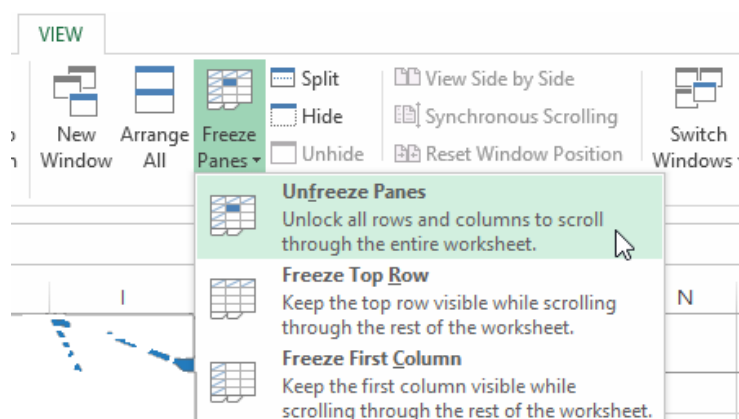 VIEW
New Window
Arrange All
Freeze Panes
Split
Hide
Unhide
View Side by Side
Synchronous Scrolling
Reset Window Position
Switch Windows
Unfreeze Panes
Unlock all rows and columns to scroll
through the entire worksheet.
Freeze Top Row
Keep the top row visible while scrolling
through the rest of the worksheet.
Freeze First Column
Keep the first column visible while
scrolling through the rest of the worksheet.
I
N